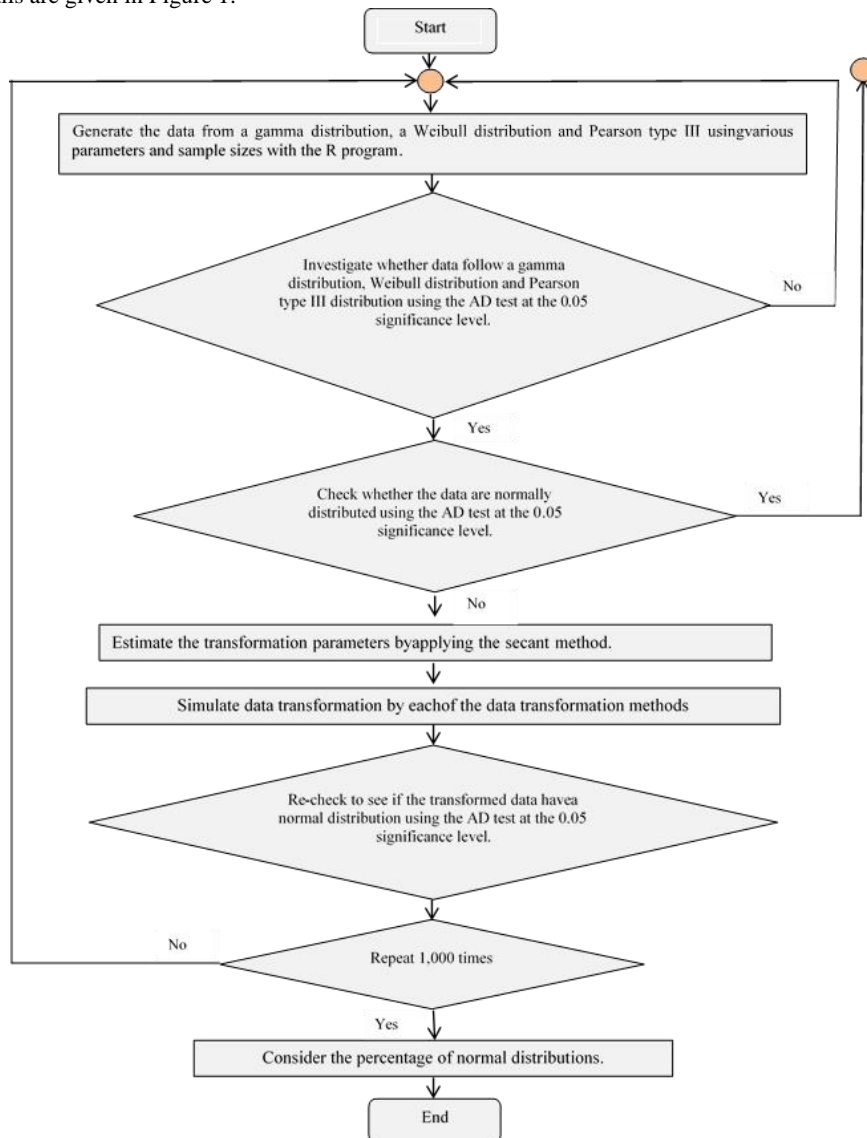 this are given in Figure 1.
Start
Generate the data from a gamma distribution, a Weibull distribution and Pearson type III usingvarious
parameters and sample sizes with the R program.
Investigate whether data follow a gamma
distribution, Weibull distribution and Pearson
type III distribution using the AD test at the 0.05
significance level.
No
Yes
Check whether the data are normally
distributed using the AD test at the 0.05
significance level.
Yes
No
Estimate the transformation parameters byapplying the secant method.
Simulate data transformation by eachof the data transformation methods
Re-check to see if the transformed data havea
normal distribution using the AD test at the 0.05
significance level.
No
Repeat 1,000 times
Yes
Consider the percentage of normal distributions.
End